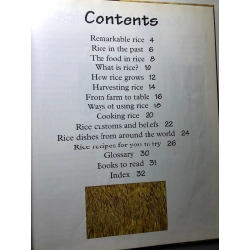 Contents
Remarkable rice 4
Rice in the past 6
The food in rice 8
What is rice? 10
How rice grows 12
Harvesting rice 14
From farm to table 16
Ways of using rice 18
Cooking rice 20
Rice customs and beliefs 22
Rice dishes from around the world 24
Rice recipes for you to try 26
Glossary 30
Books to read 31
Index 32